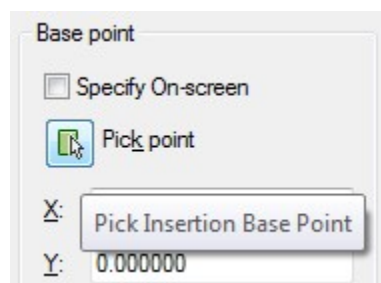 Base point
Specify On-screen
Pick point
X:
Pick Insertion Base Point
Y: 0.000000